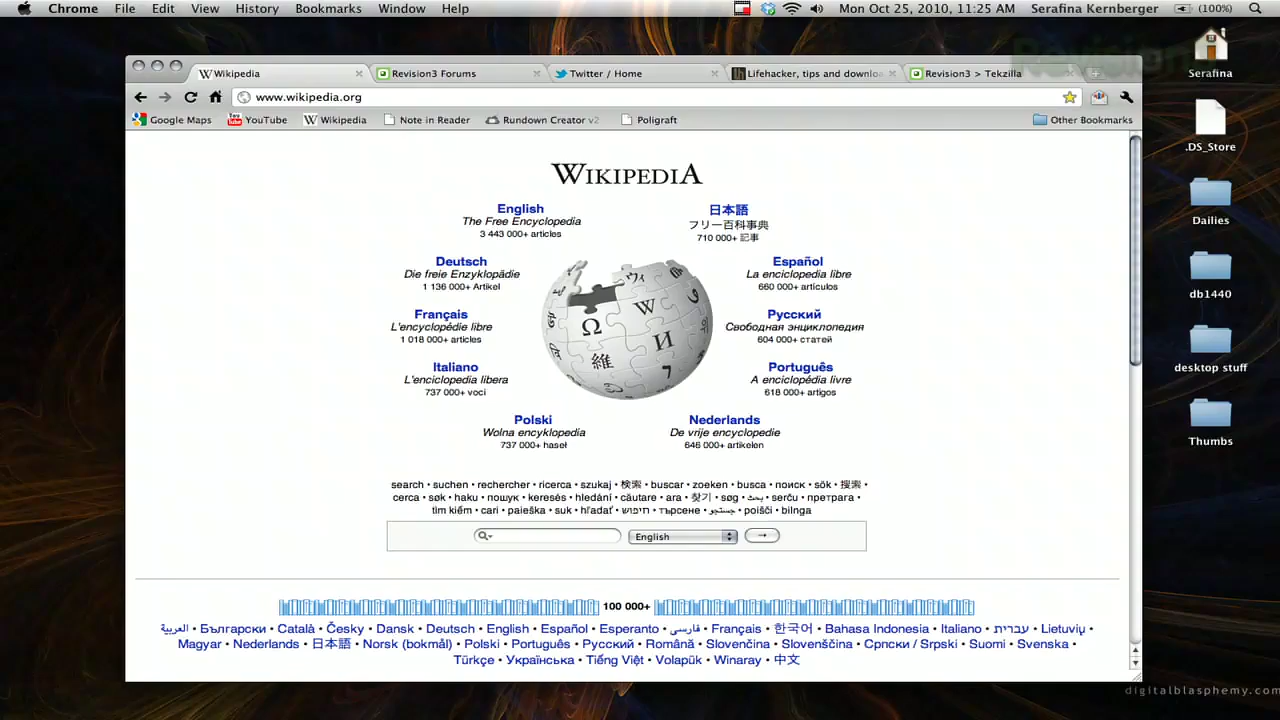 Chrome File Edit View History Bookmarks Window Help Mon Oct 25, 2010, 11:25 AM Serafina Kernberger (100%)
Revision3
Serafina
Wikipedia Revision3 Forums Twitter / Home Lifehacker, tips and downloa Revision3 > Tekzilla
www.wikipedia.org
Google Maps YouTube Wikipedia Note in Reader Rundown Creator v2 Poligraft Other Bookmarks
.DS_Store
WIKIPEDIA
English
The Free Encyclopedia
3 443 000+ articles
日本語
フリー百科事典
710 000+ 記事
Dailies
Deutsch
Die freie Enzyklopädie
1 136 000+ Artikel
Español
La enciclopedia libre
660 000+ artículos
db1440
Français
L'encyclopédie libre
1 018 000+ articles
Русский
Свободная энциклопедия
604 000+ статей
desktop stuff
Italiano
L'enciclopedia libera
737 000+ voci
Português
A enciclopédia livre
618 000+ artigos
Thumbs
Polski
Wolna encyklopedia
737 000+ haseł
Nederlands
De vrije encyclopedie
646 000+ artikelen
Ω W И 維 ウィ 7
search • suchen • rechercher • ricerca • szukaj • 検索 • buscar • zoeken • busca • поиск • sök • 搜索 •
cerca • søk • haku • пошук • keresés • hledání • căutare • ara • 찾기 • søg • بحث • serĉu • претрага •
tìm kiếm • cari • paieška • suk • hľadať • חיפוש • търсене • جستجو • poišči • bilnga
English →
100 000+
العربية • Български • Català • Česky • Dansk • Deutsch • English • Español • Esperanto • فارسی • Français • 한국어 • Bahasa Indonesia • Italiano • עברית • Lietuvių •
Magyar • Nederlands • 日本語 • Norsk (bokmål) • Polski • Português • Русский • Română • Slovenčina • Slovenščina • Српски / Srpski • Suomi • Svenska •
Türkçe • Українська • Tiếng Việt • Volapük • Winaray • 中文
digitalblasphemy.com